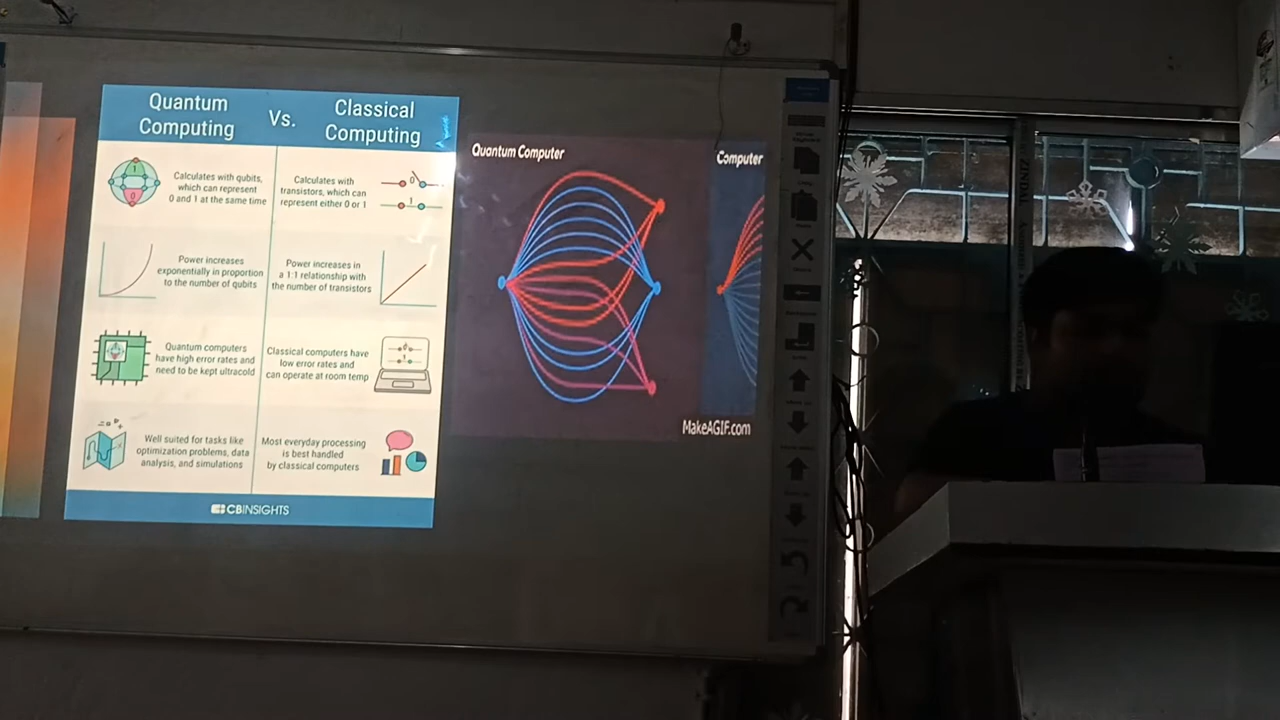 Quantum
Computing
Vs.
Classical
Computing
Calculates with qubits,
which can represent
0 and 1 at the same time
Calculates with
transistors, which can
represent either 0 or 1
1
0
0
1
Power increases
exponentially in proportion
to the number of qubits
Power increases in
a 1:1 relationship with
the number of transistors
Quantum computers
have high error rates and
need to be kept ultracold
Classical computers have
low error rates and
can operate at room temp
Well suited for tasks like
optimization problems, data
analysis, and simulations
Most everyday processing
is best handled
by classical computers
CBINSIGHTS
Quantum Computer
Computer
MakeAGIF.com